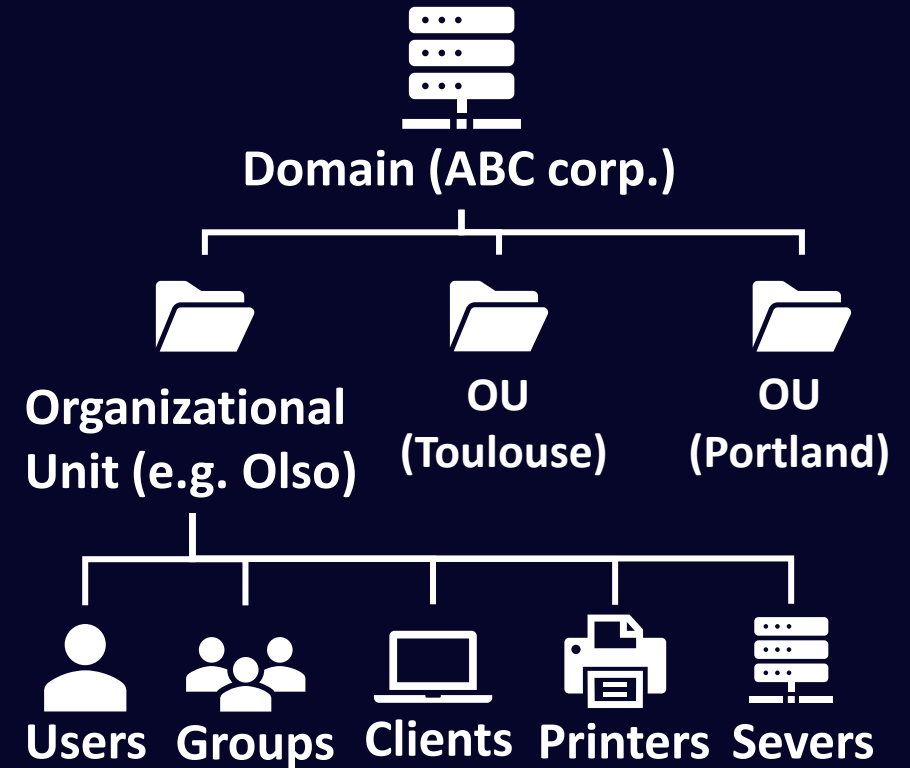 Domain (ABC corp.)
Organizational
Unit (e.g. Olso)
OU
(Toulouse)
OU
(Portland)
Users
Groups
Clients
Printers
Severs